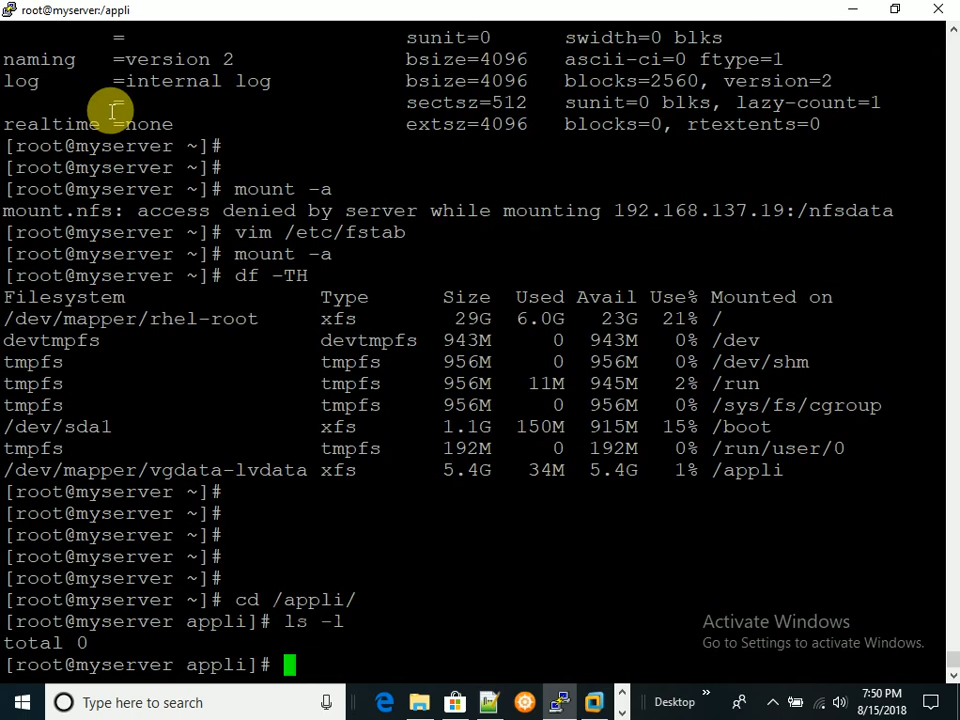 root@myserver:/appli
= sunit=0 swidth=0 blks
naming =version 2 bsize=4096 ascii-ci=0 ftype=1
log =internal log bsize=4096 blocks=2560, version=2
= sectsz=512 sunit=0 blks, lazy-count=1
realtime =none extsz=4096 blocks=0, rtextents=0
[root@myserver ~]#
[root@myserver ~]#
[root@myserver ~]# mount -a
mount.nfs: access denied by server while mounting 192.168.137.19:/nfsdata
[root@myserver ~]# vim /etc/fstab
[root@myserver ~]# mount -a
[root@myserver ~]# df -TH
Filesystem Type Size Used Avail Use% Mounted on
/dev/mapper/rhel-root xfs 29G 6.0G 23G 21% /
devtmpfs devtmpfs 943M 0 943M 0% /dev
tmpfs tmpfs 956M 0 956M 0% /dev/shm
tmpfs tmpfs 956M 11M 945M 2% /run
tmpfs tmpfs 956M 0 956M 0% /sys/fs/cgroup
/dev/sda1 xfs 1.1G 150M 915M 15% /boot
tmpfs tmpfs 192M 0 192M 0% /run/user/0
/dev/mapper/vgdata-lvdata xfs 5.4G 34M 5.4G 1% /appli
[root@myserver ~]#
[root@myserver ~]#
[root@myserver ~]#
[root@myserver ~]#
[root@myserver ~]#
[root@myserver ~]# cd /appli/
[root@myserver appli]# ls -l
total 0
[root@myserver appli]#
Activate Windows
Go to Settings to activate Windows.
Type here to search
Desktop
7:50 PM
8/15/2018